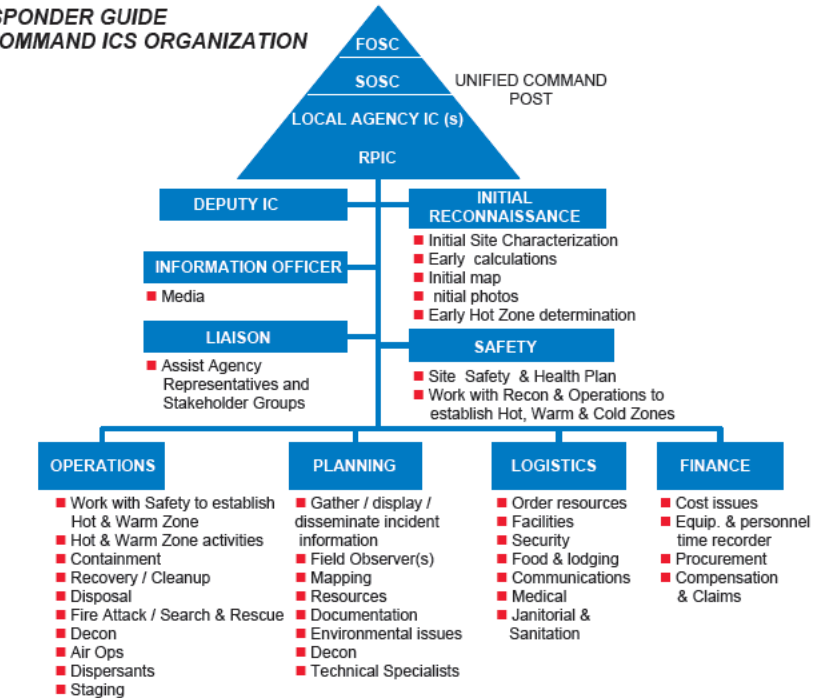 SPONDER GUIDE
COMMAND ICS ORGANIZATION
FOSC
SOSC
LOCAL AGENCY IC (s)
RPIC
UNIFIED COMMAND
POST
DEPUTY IC
INITIAL
RECONNAISSANCE
Initial Site Characterization
Early calculations
Initial map
nitial photos
Early Hot Zone determination
INFORMATION OFFICER
Media
LIAISON
Assist Agency
Representatives and
Stakeholder Groups
SAFETY
Site Safety & Health Plan
Work with Recon & Operations to
establish Hot, Warm & Cold Zones
OPERATIONS
Work with Safety to establish
Hot & Warm Zone
Hot & Warm Zone activities
Containment
Recovery / Cleanup
Disposal
Fire Attack / Search & Rescue
Decon
Air Ops
Dispersants
Staging
PLANNING
Gather / display /
disseminate incident
information
Field Observer(s)
Mapping
Resources
Documentation
Environmental issues
Decon
Technical Specialists
LOGISTICS
Order resources
Facilities
Security
Food & lodging
Communications
Medical
Janitorial &
Sanitation
FINANCE
Cost issues
Equip. & personnel
time recorder
Procurement
Compensation
& Claims